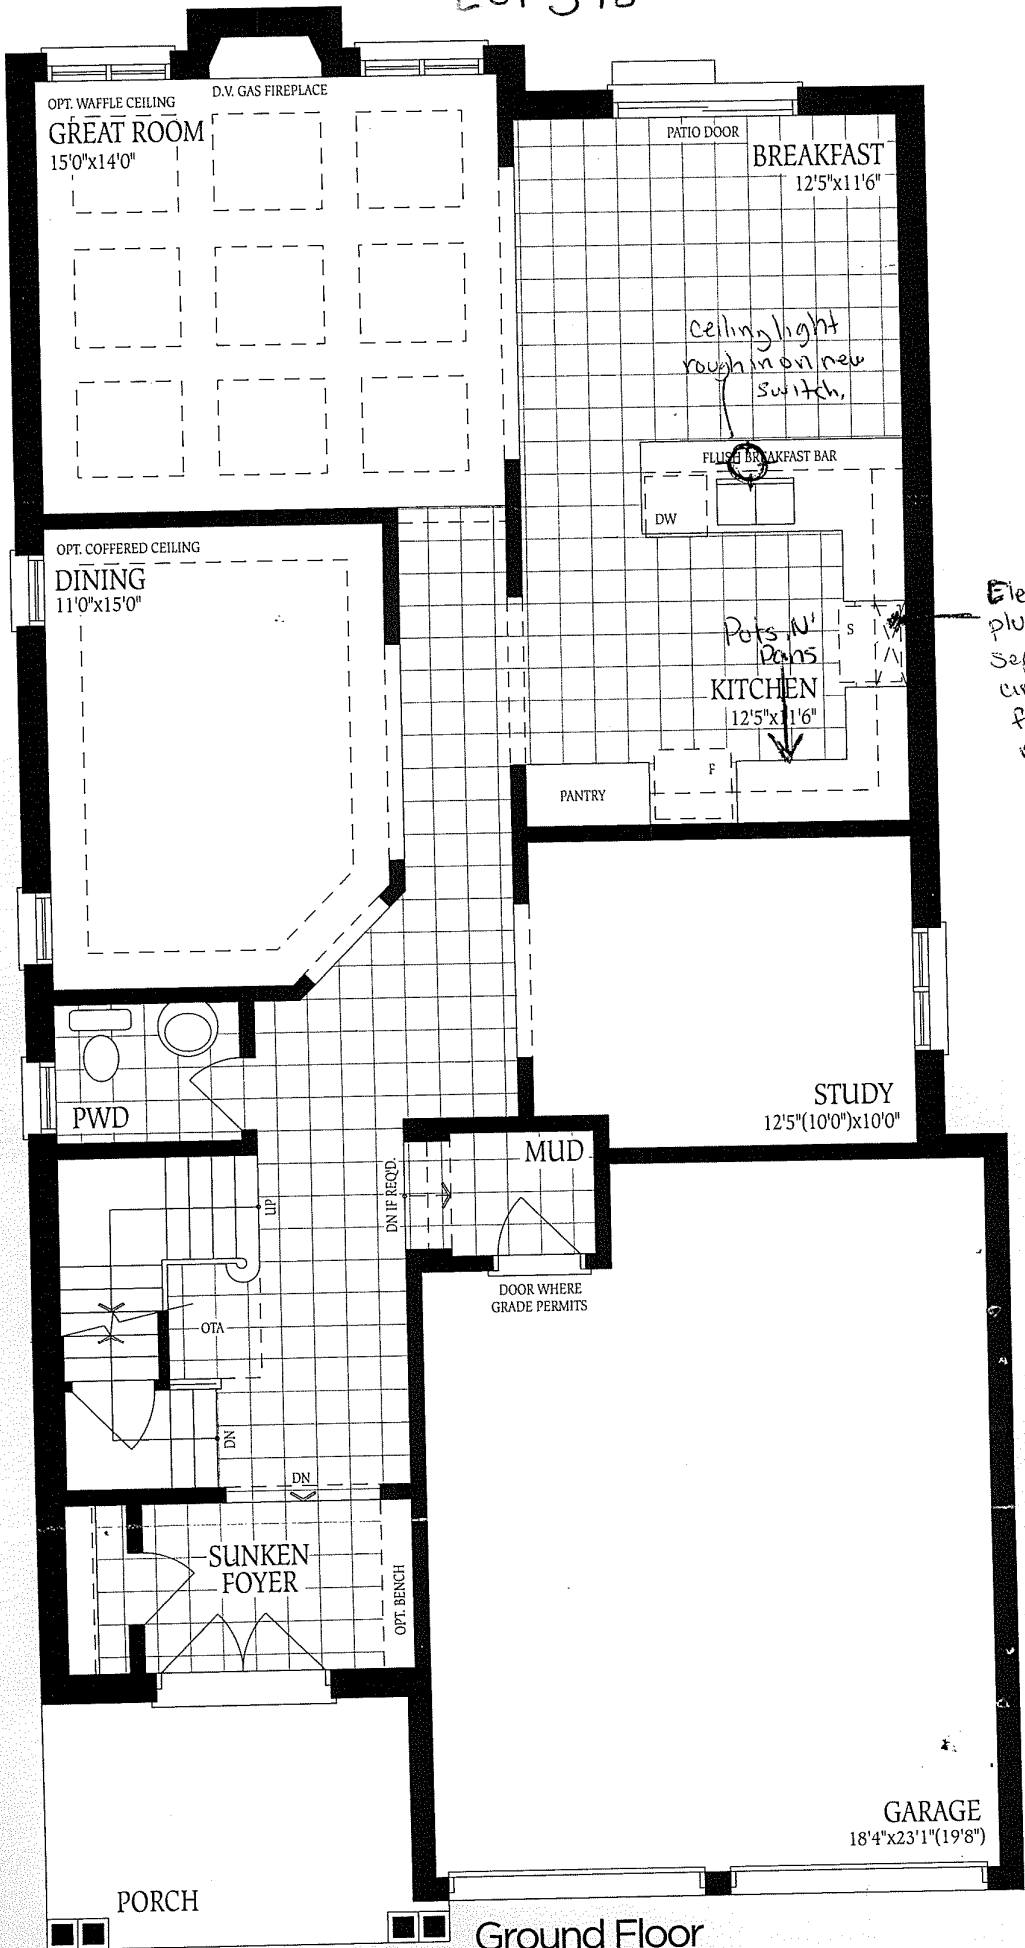 LOT
OPT. WAFFLE CEILING
GREAT ROOM
15'0"x14'0"
D.V. GAS FIREPLACE
PATIO DOOR
BREAKFAST
12'5"x11'6"
ceiling light
rough in on new
switch.
FLUSH BREAKFAST BAR
DW
OPT. COFFERED CEILING
DINING
11'0"x15'0"
S
Pots N'
Pans
KITCHEN
12'5"x11'6"
F
PANTRY
STUDY
12'5"(10'0")x10'0"
PWD
MUD
DN IF REQ'D.
UP
DOOR WHERE
GRADE PERMITS
OTA
DN
DN
SUNKEN
FOYER
OPT. BENCH
GARAGE
18'4"x23'1"(19'8")
PORCH
Ground Floor